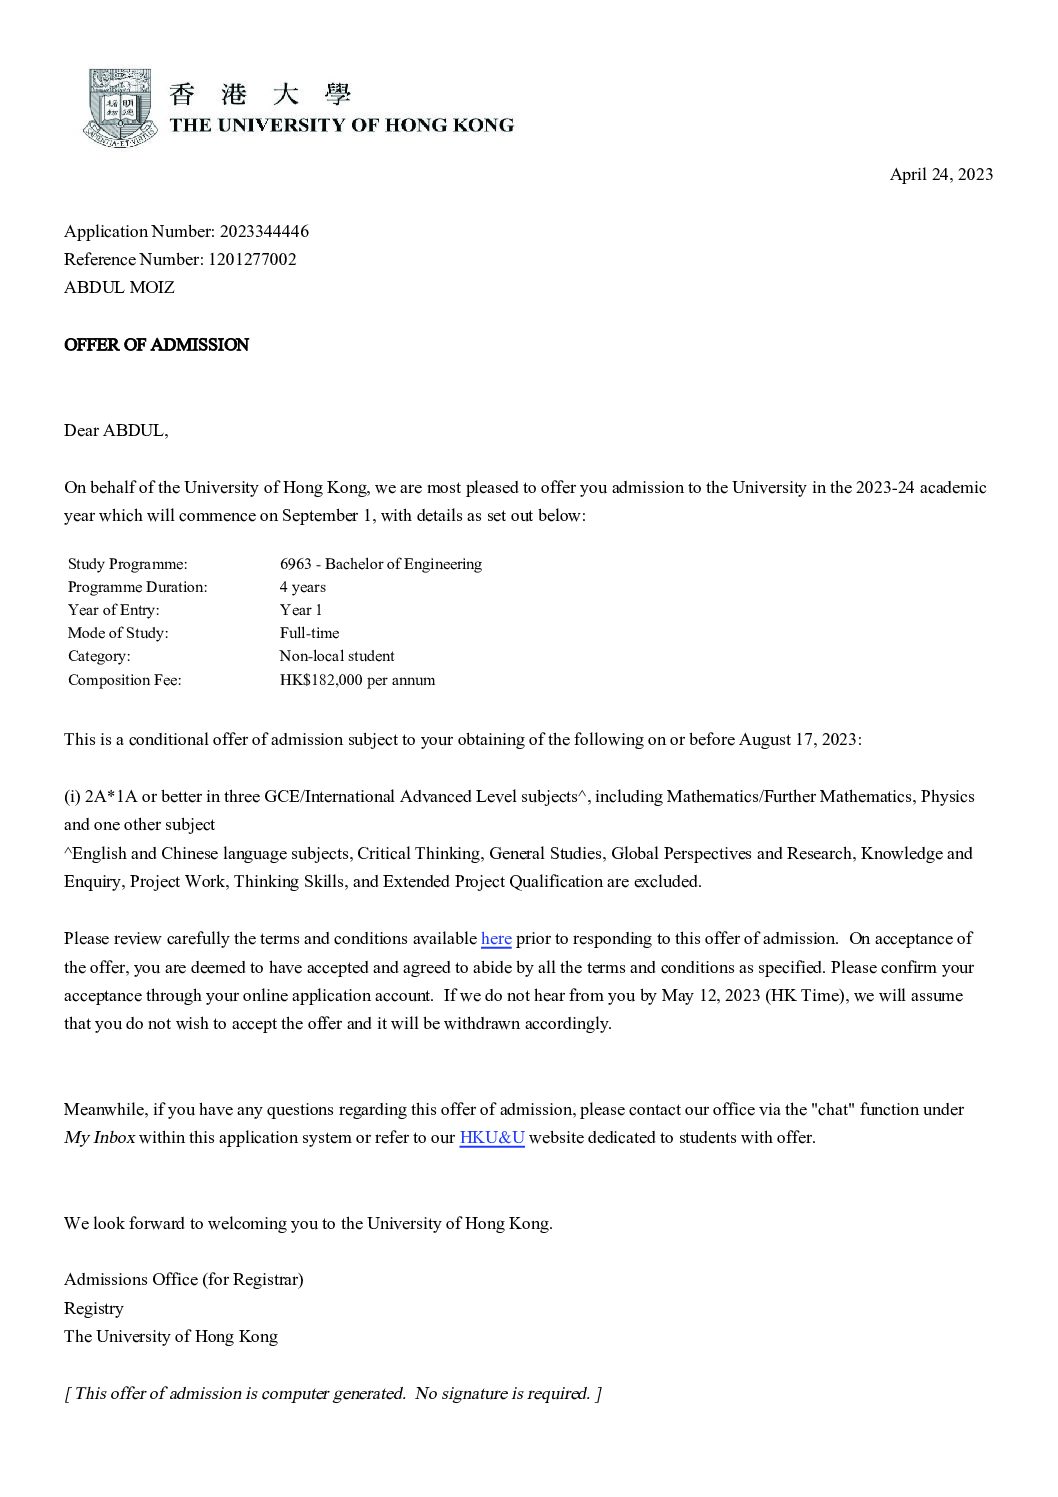 香港大學
THE UNIVERSITY OF HONG KONG
April 24, 2023
Application Number: 2023344446
Reference Number: 1201277002
ABDUL MOIZ
OFFER OF ADMISSION
Dear ABDUL,
On behalf of the University of Hong Kong, we are most pleased to offer you admission to the University in the 2023-24 academic
year which will commence on September 1, with details as set out below:
Study Programme: 6963 - Bachelor of Engineering
Programme Duration: 4 years
Year of Entry: Year 1
Mode of Study: Full-time
Category: Non-local student
Composition Fee: HK$182,000 per annum
This is a conditional offer of admission subject to your obtaining of the following on or before August 17, 2023:
(i) 2A*1A or better in three GCE/International Advanced Level subjects^, including Mathematics/Further Mathematics, Physics
and one other subject
^English and Chinese language subjects, Critical Thinking, General Studies, Global Perspectives and Research, Knowledge and
Enquiry, Project Work, Thinking Skills, and Extended Project Qualification are excluded.
Please review carefully the terms and conditions available here prior to responding to this offer of admission.  On acceptance of
the offer, you are deemed to have accepted and agreed to abide by all the terms and conditions as specified. Please confirm your
acceptance through your online application account.  If we do not hear from you by May 12, 2023 (HK Time), we will assume
that you do not wish to accept the offer and it will be withdrawn accordingly.
Meanwhile, if you have any questions regarding this offer of admission, please contact our office via the "chat" function under
My Inbox within this application system or refer to our HKU&U website dedicated to students with offer.
We look forward to welcoming you to the University of Hong Kong.
Admissions Office (for Registrar)
Registry
The University of Hong Kong
[ This offer of admission is computer generated.  No signature is required. ]